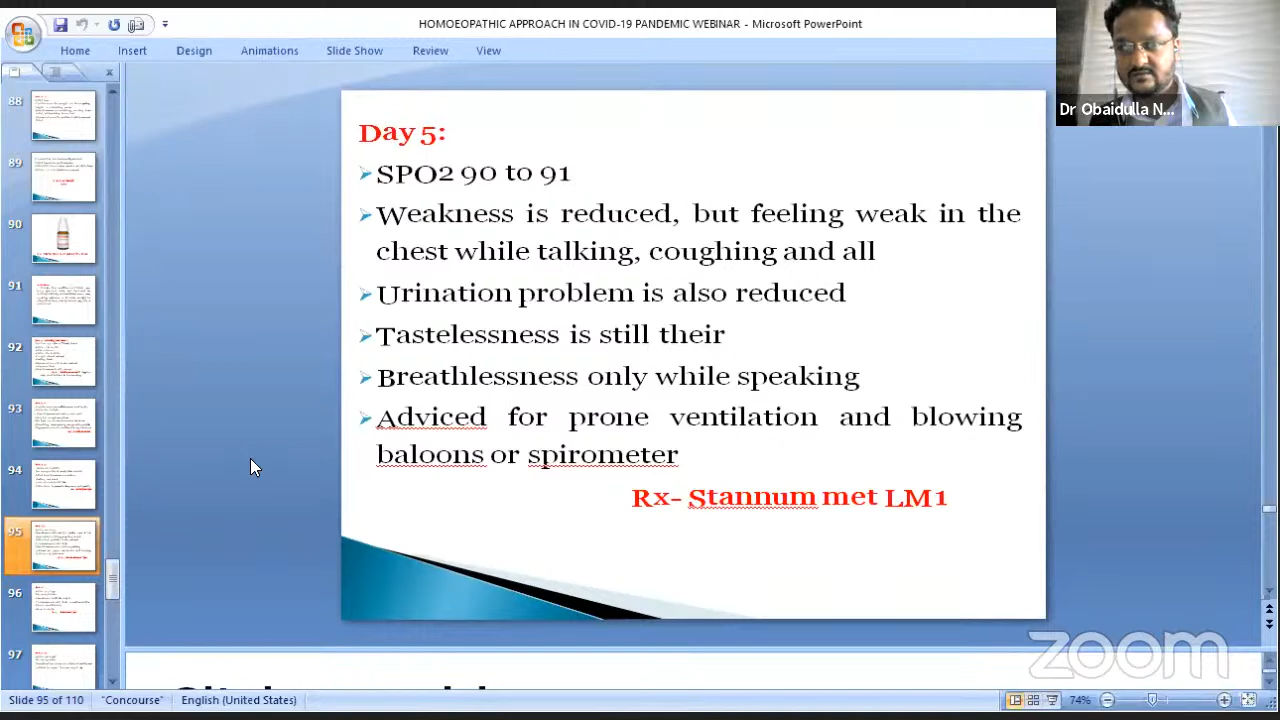 HOMOEOPATHIC APPROACH IN COVID-19 PANDEMIC WEBINAR - Microsoft PowerPoint
Home Insert Design Animations Slide Show Review View
Dr Obaidulla N...
88
89
90
91
92
93
94
95
96
97
Day 5:
SPO2 90 to 91
Weakness is reduced, but feeling weak in the
chest while talking, coughing and all
Urination problem is also reduced
Tastelessness is still their
Breathlessness only while speaking
Adviced for prone ventilation and blowing
baloons or spirometer
Rx- Stannum met LM1
zoom
Slide 95 of 110 "Concourse" English (United States) 74%